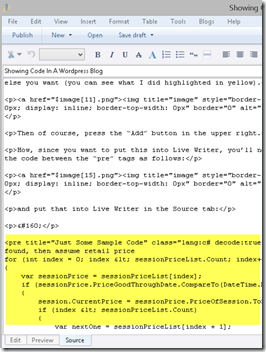 Showing
File Home Insert Format Table Tools Blogs Help
Publish New Open Save draft
B I U A
Showing Code In A Wordpress Blog
else you want (you can see what I did highlighted in yellow).
<p><a href="$image[11].png"><img title="image" style="border-
0px; display: inline; border-top-width: 0px" border="0" alt="
</p>
<p>Then of course, press the "Add" button in the upper right.
<p>Now, since you want to put this into Live Writer, you'll n
the code between the "pre" tags as follows:</p>
<p><a href="$image[15].png"><img title="image" style="border-
0px; display: inline; border-top-width: 0px" border="0" alt="
</p>
<p>and put that into Live Writer in the Source tab:</p>
<p>&#160;</p>
<pre title="Just Some Sample Code" class="lang:c# decode:true
found, then assume retail price
for (int index = 0; index &lt; sessionPriceList.Count; index+
{
var sessionPrice = sessionPriceList[index];
if (sessionPrice.PriceGoodThroughDate.CompareTo(DateTime.
{
session.CurrentPrice = sessionPrice.PriceOfSession.To
if (index &lt; sessionPriceList.Count)
{
var nextOne = sessionPriceList[index + 1];
Edit Preview Source